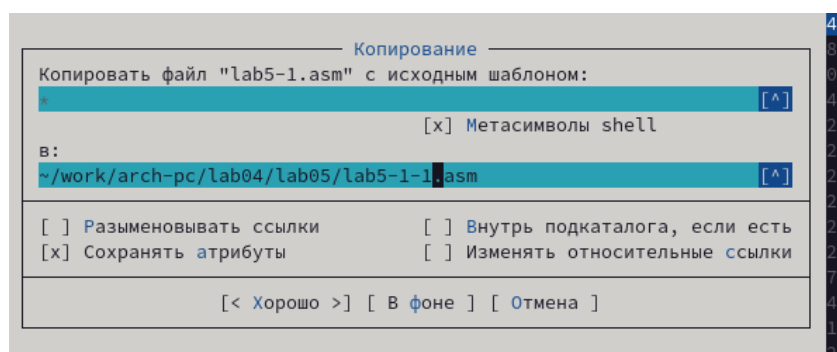 Копирование
Копировать файл "lab5-1.asm" с исходным шаблоном:
* [^]
[x] Метасимволы shell
в:
~/work/arch-pc/lab04/lab05/lab5-1-1.asm [^]
[ ] Разыменовывать ссылки [ ] Внутрь подкаталога, если есть
[x] Сохранять атрибуты [ ] Изменять относительные ссылки
[< Хорошо >] [ В фоне ] [ Отмена ]